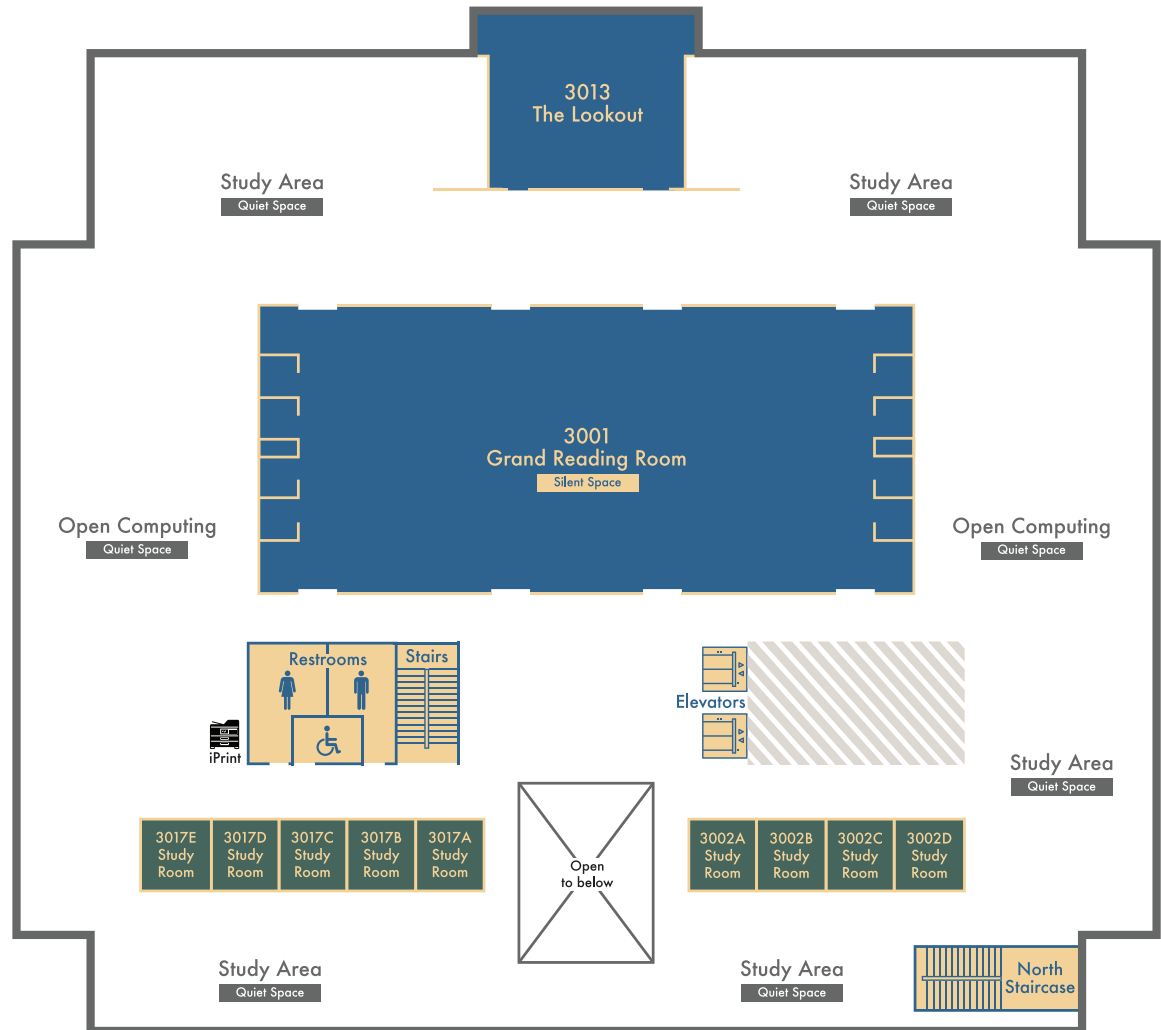 3013
The Lookout
Study Area
Quiet Space
Study Area
Quiet Space
3001
Grand Reading Room
Silent Space
Open Computing
Quiet Space
Open Computing
Quiet Space
Restrooms
Stairs
Elevators
iPrint
Study Area
Quiet Space
3017E
Study
Room
3017D
Study
Room
3017C
Study
Room
3017B
Study
Room
3017A
Study
Room
Open
to below
3002A
Study
Room
3002B
Study
Room
3002C
Study
Room
3002D
Study
Room
Study Area
Quiet Space
Study Area
Quiet Space
North
Staircase